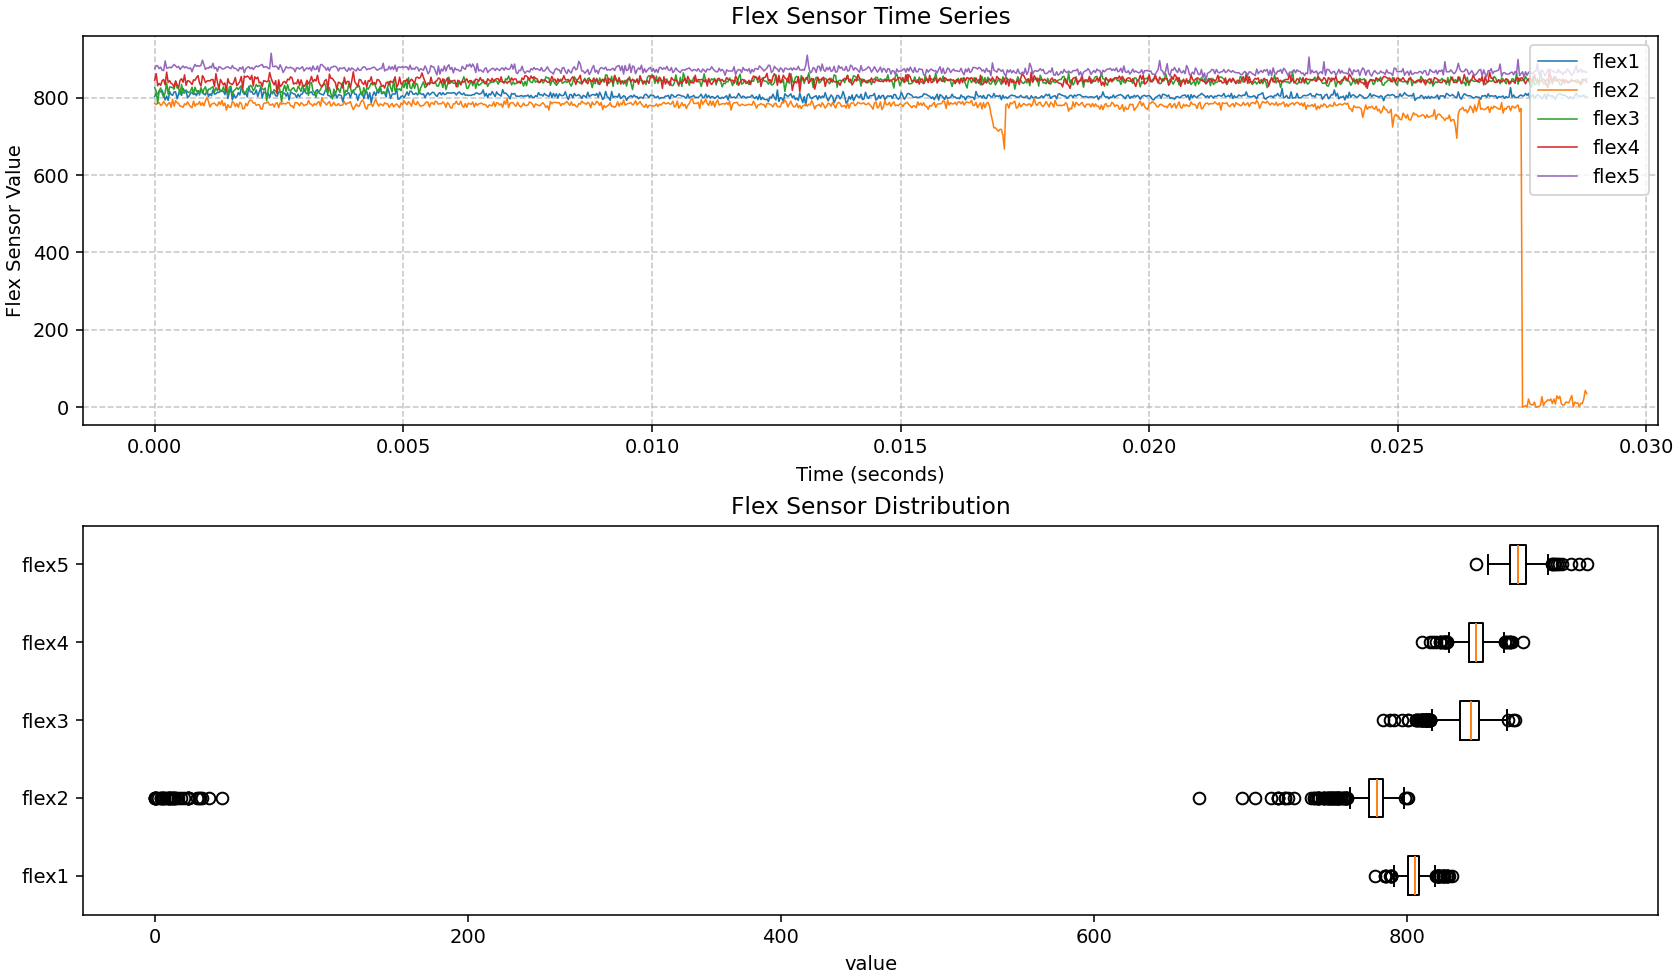 Flex Sensor Time Series
Flex Sensor Value
800
600
400
200
0
flex1
flex2
flex3
flex4
flex5
0.000 0.005 0.010 0.015 0.020 0.025 0.030
Time (seconds)
Flex Sensor Distribution
flex5
flex4
flex3
flex2
flex1
0 200 400 600 800
value